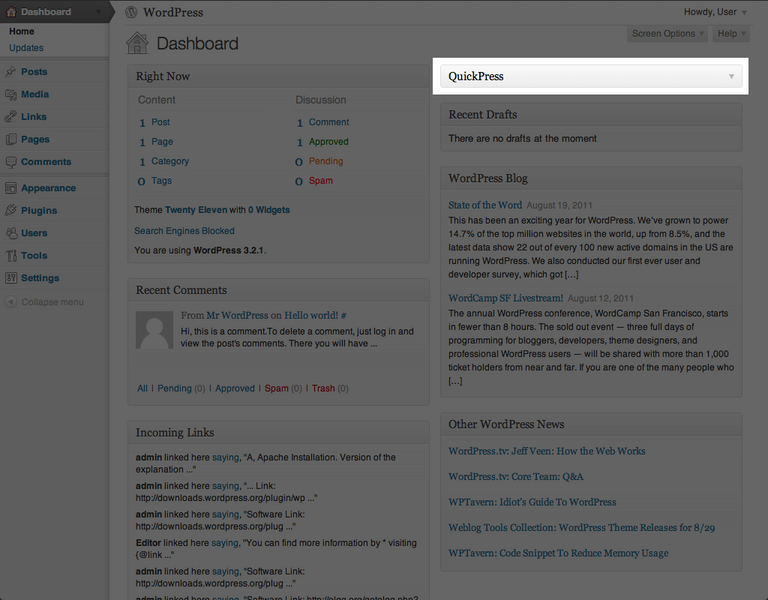 Dashboard
Home
Updates
Posts
Media
Links
Pages
Comments
Appearance
Plugins
Users
Tools
Settings
Collapse menu
WordPress
Howdy, User
Screen Options
Help
Dashboard
Right Now
Content
Discussion
1 Post
1 Comment
1 Page
1 Approved
1 Category
0 Pending
0 Tags
0 Spam
Theme Twenty Eleven with 0 Widgets
Search Engines Blocked
You are using WordPress 3.2.1.
Recent Comments
From Mr WordPress on Hello world! #
Hi, this is a comment.To delete a comment, just log in and
view the post's comments. There you will have ...
All | Pending (0) | Approved | Spam (0) | Trash (0)
Incoming Links
admin linked here saying, "A, Apache Installation. Version of the
explanation ..."
admin linked here saying, "... Link:
http://downloads.wordpress.org/plugin/wp ..."
admin linked here saying, "Software Link:
http://downloads.wordpress.org/plug ..."
Editor linked here saying, "You can find more information by * visiting
{@link ..."
admin linked here saying, "Software Link:
http://downloads.wordpress.org/plug ..."
admin linked here saying, "Software Link: http://blog.org/getplog.php?
QuickPress
Recent Drafts
There are no drafts at the moment
WordPress Blog
State of the Word August 19, 2011
This has been an exciting year for WordPress. We've grown to power
14.7% of the top million websites in the world, up from 8.5%, and the
latest data show 22 out of every 100 new active domains in the US are
running WordPress. We also conducted our first ever user and
developer survey, which got [...]
WordCamp SF Livestream! August 12, 2011
The annual WordPress conference, WordCamp San Francisco, starts
in fewer than 8 hours. The sold out event — three full days of
programming for bloggers, developers, theme designers, and
professional WordPress users — will be shared with more than 1,000
ticket holders from near and far. If you are one of the many people who
[...]
Other WordPress News
WordPress.tv: Jeff Veen: How the Web Works
WordPress.tv: Core Team: Q&A
WPTavern: Idiot's Guide To WordPress
Weblog Tools Collection: WordPress Theme Releases for 8/29
WPTavern: Code Snippet To Reduce Memory Usage